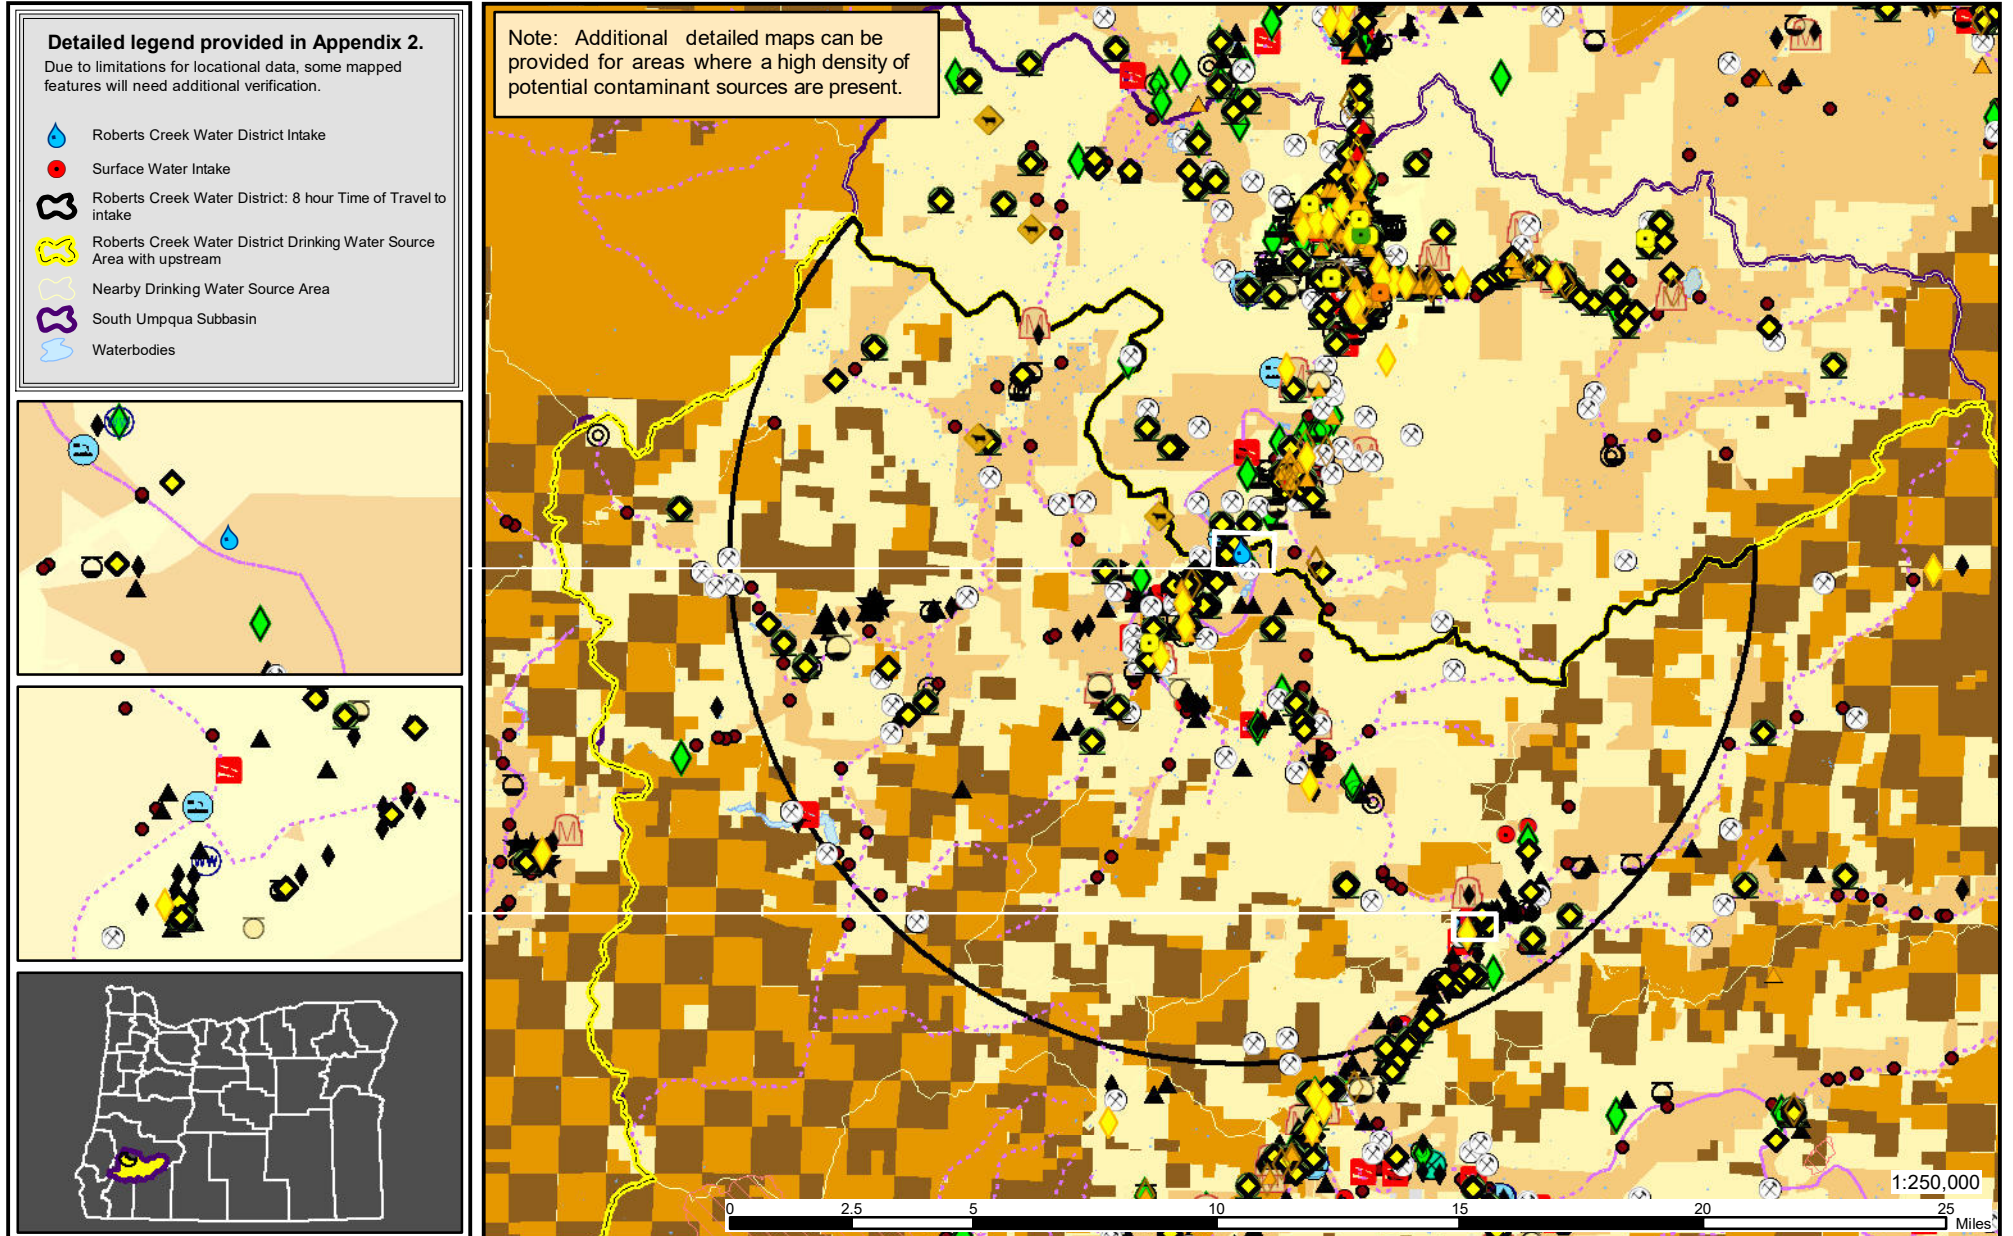 Detailed legend provided in Appendix 2.
Due to limitations for locational data, some mapped
features will need additional verification.
Roberts Creek Water District Intake
Surface Water Intake
Roberts Creek Water District: 8 hour Time of Travel to
intake
Roberts Creek Water District Drinking Water Source
Area with upstream
Nearby Drinking Water Source Area
South Umpqua Subbasin
Waterbodies
WW
Note: Additional detailed maps can be
provided for areas where a high density of
potential contaminant sources are present.
M
M
M
M
M
M
1:250,000
0 2.5 5 10 15 20 25
Miles